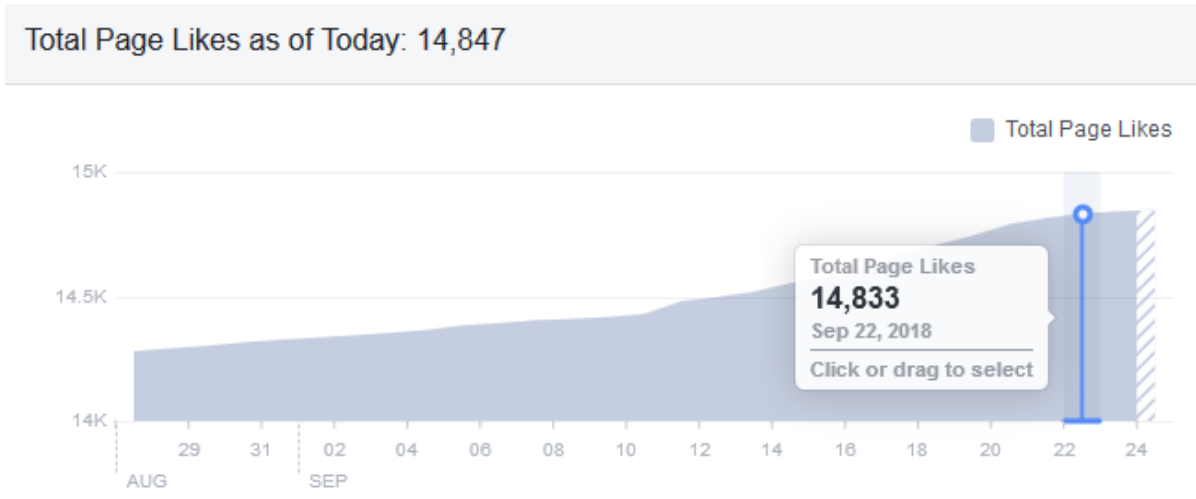 Total Page Likes as of Today: 14,847
Total Page Likes
15K
14.5K
14K
Total Page Likes
14,833
Sep 22, 2018
Click or drag to select
29 31 02 04 06 08 10 12 14 16 18 20 22 24
AUG SEP